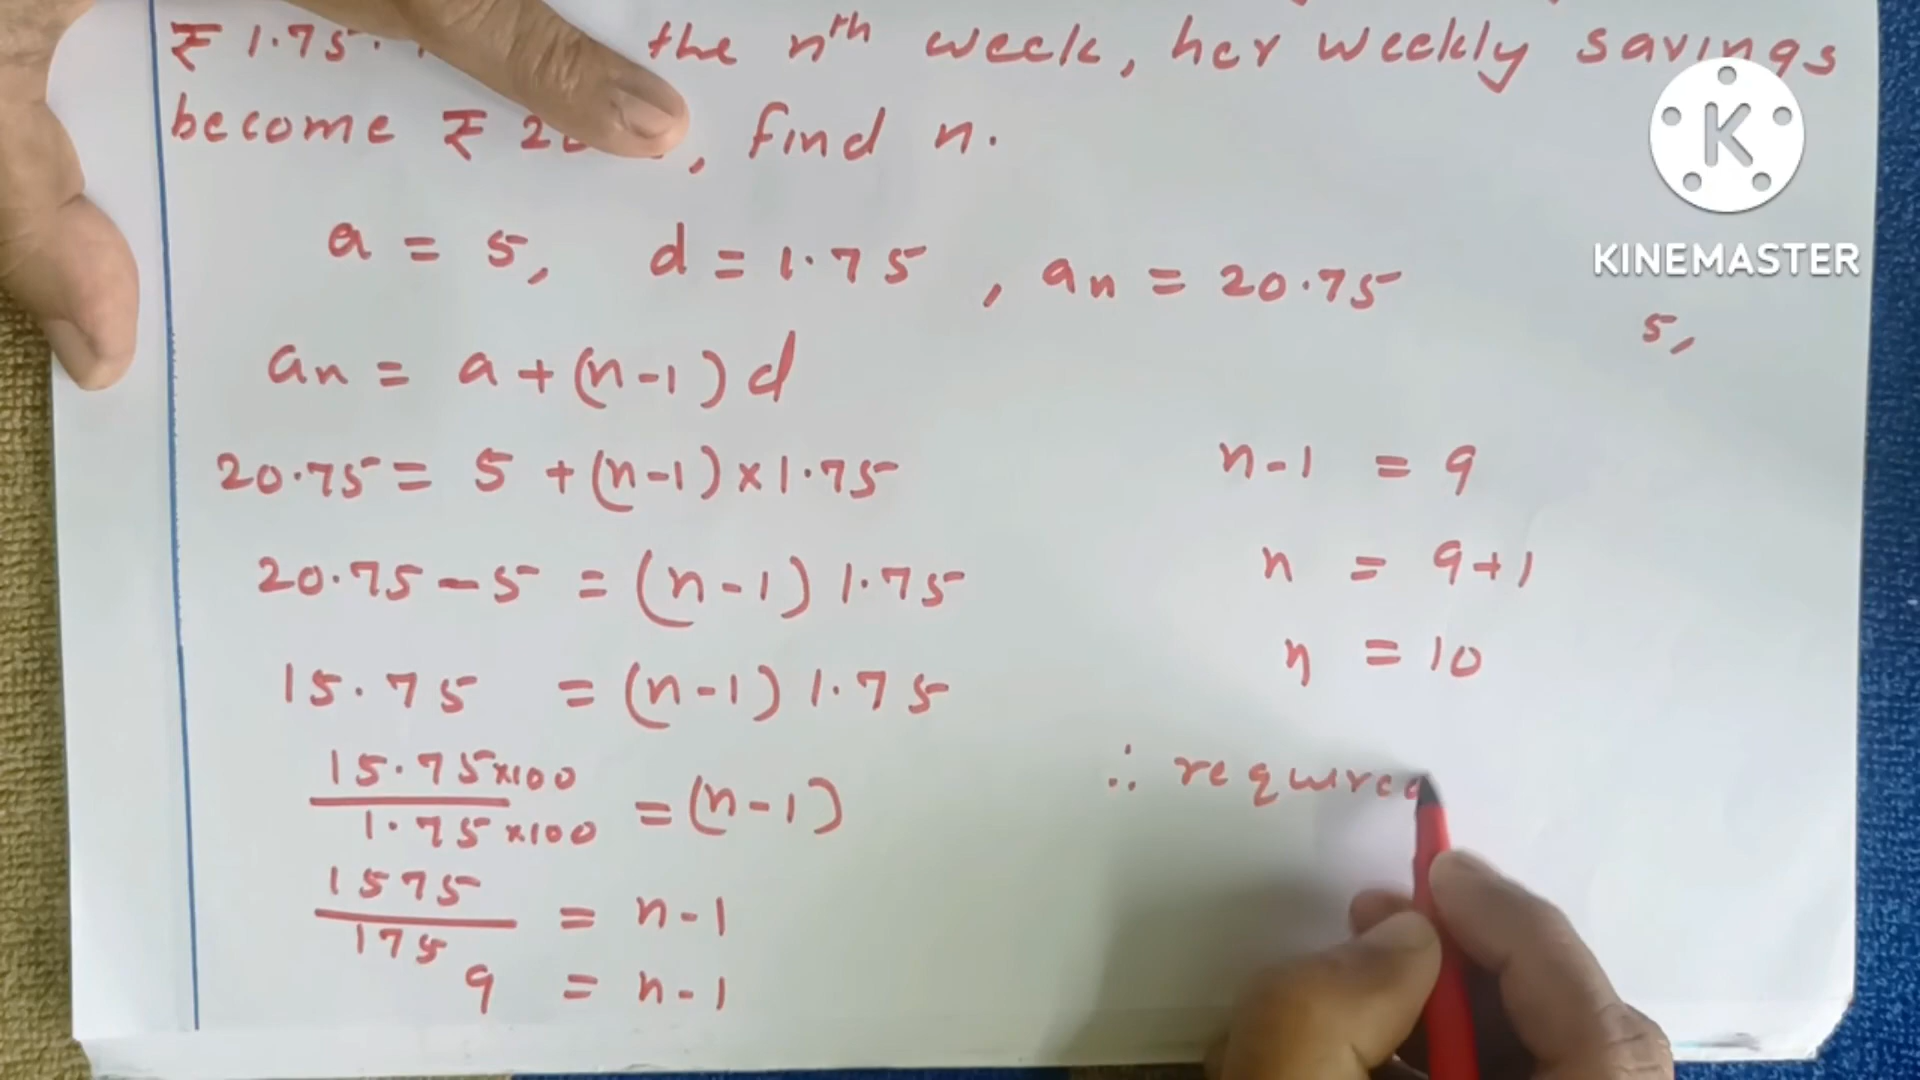 ₹ 1.75. the nth week, her weekly savings
become ₹ , find n.
a = 5, d = 1.75, an = 20.75
5,
an = a + (n-1) d
20.75 = 5 + (n-1) × 1.75
20.75 - 5 = (n-1) 1.75
15.75 = (n-1) 1.75
15.75 ×100 / 1.75 ×100 = (n-1)
1575 / 175 = n-1
9 = n-1
n-1 = 9
n = 9+1
n = 10
∴ required
K
KINEMASTER